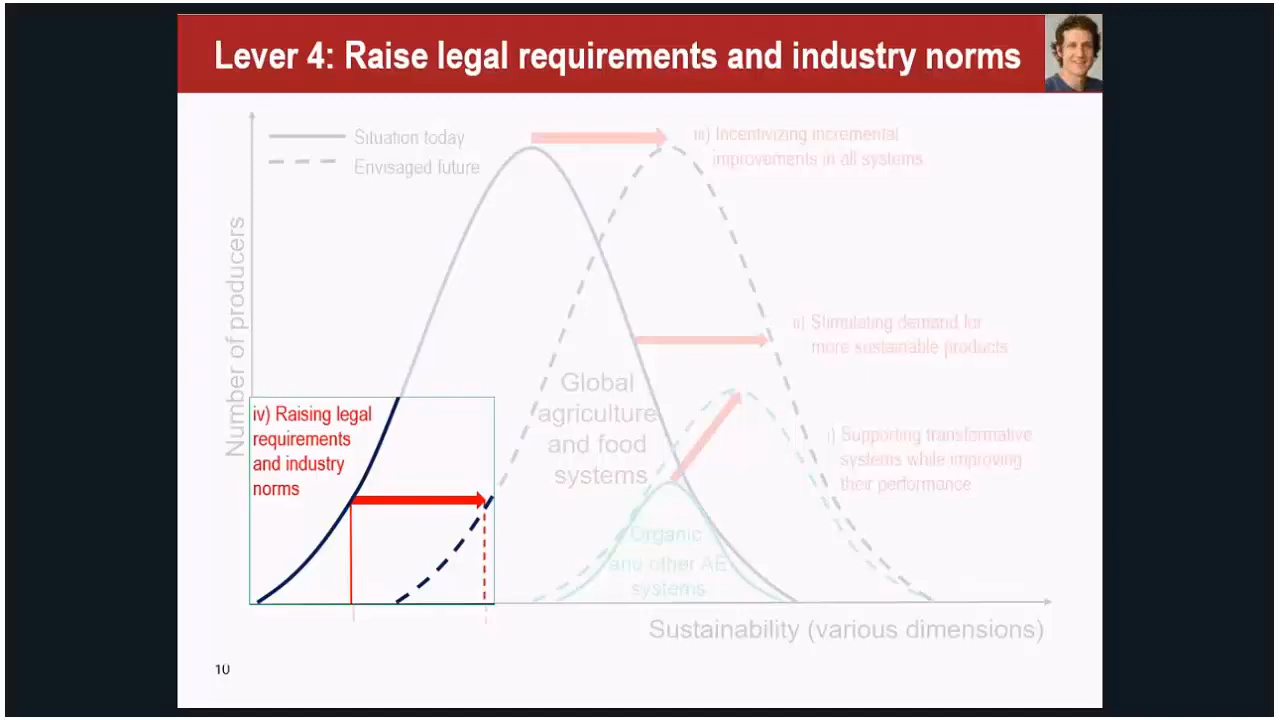 Lever 4: Raise legal requirements and industry norms
Situation today
Envisaged future
iii) Incentivizing incremental
improvements in all systems
Number of producers
ii) Stimulating demand for
more sustainable products
Global
agriculture
and food
systems
iv) Raising legal
requirements
and industry
norms
i) Supporting transformative
systems while improving
their performance
Organic
and other AE
systems
Sustainability (various dimensions)
10